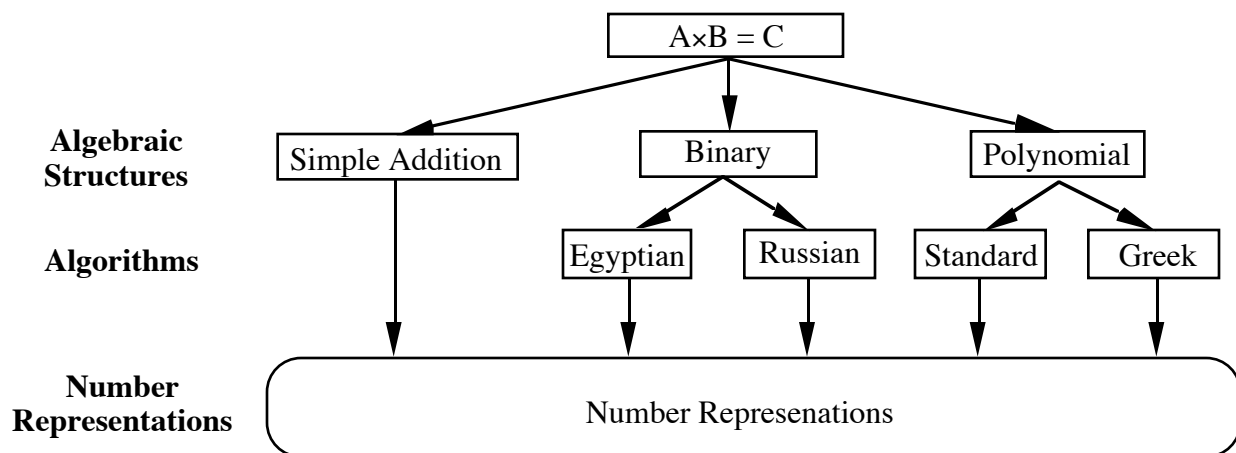 A×B = C
Algebraic
Structures
Simple Addition
Binary
Polynomial
Algorithms
Egyptian
Russian
Standard
Greek
Number
Representations
Number Represenations